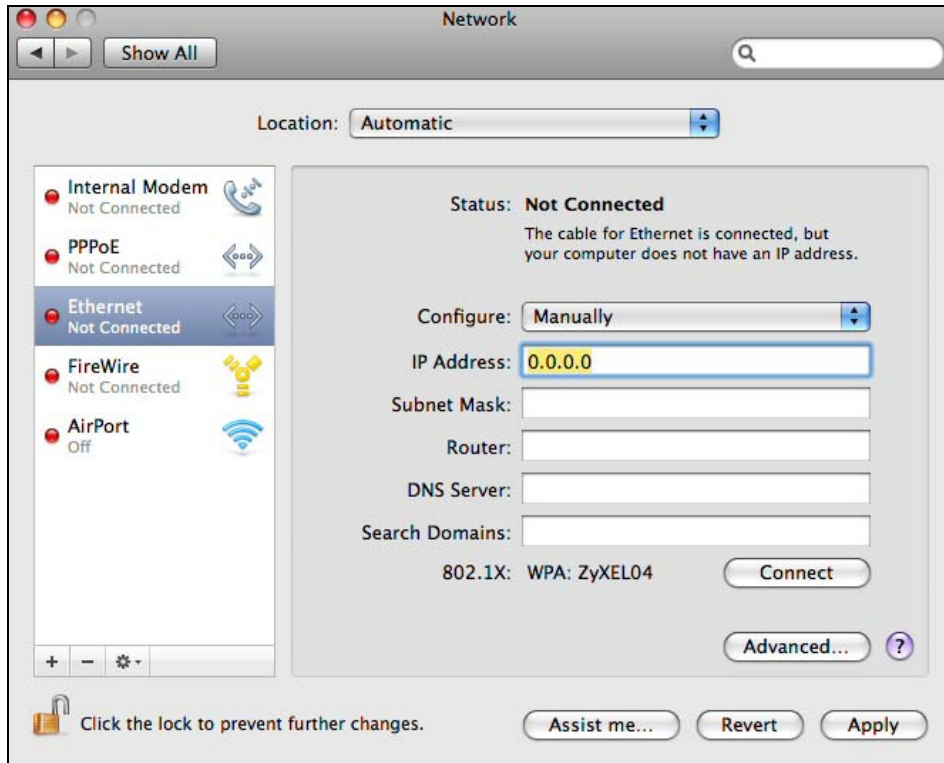 Network
Show All
Location: Automatic
Internal Modem
Not Connected
PPPoE
Not Connected
Ethernet
Not Connected
FireWire
Not Connected
AirPort
Off
Status: Not Connected
The cable for Ethernet is connected, but
your computer does not have an IP address.
Configure: Manually
IP Address: 0.0.0.0
Subnet Mask:
Router:
DNS Server:
Search Domains:
802.1X: WPA: ZyXEL04 Connect
Advanced... ?
Click the lock to prevent further changes.
Assist me... Revert Apply